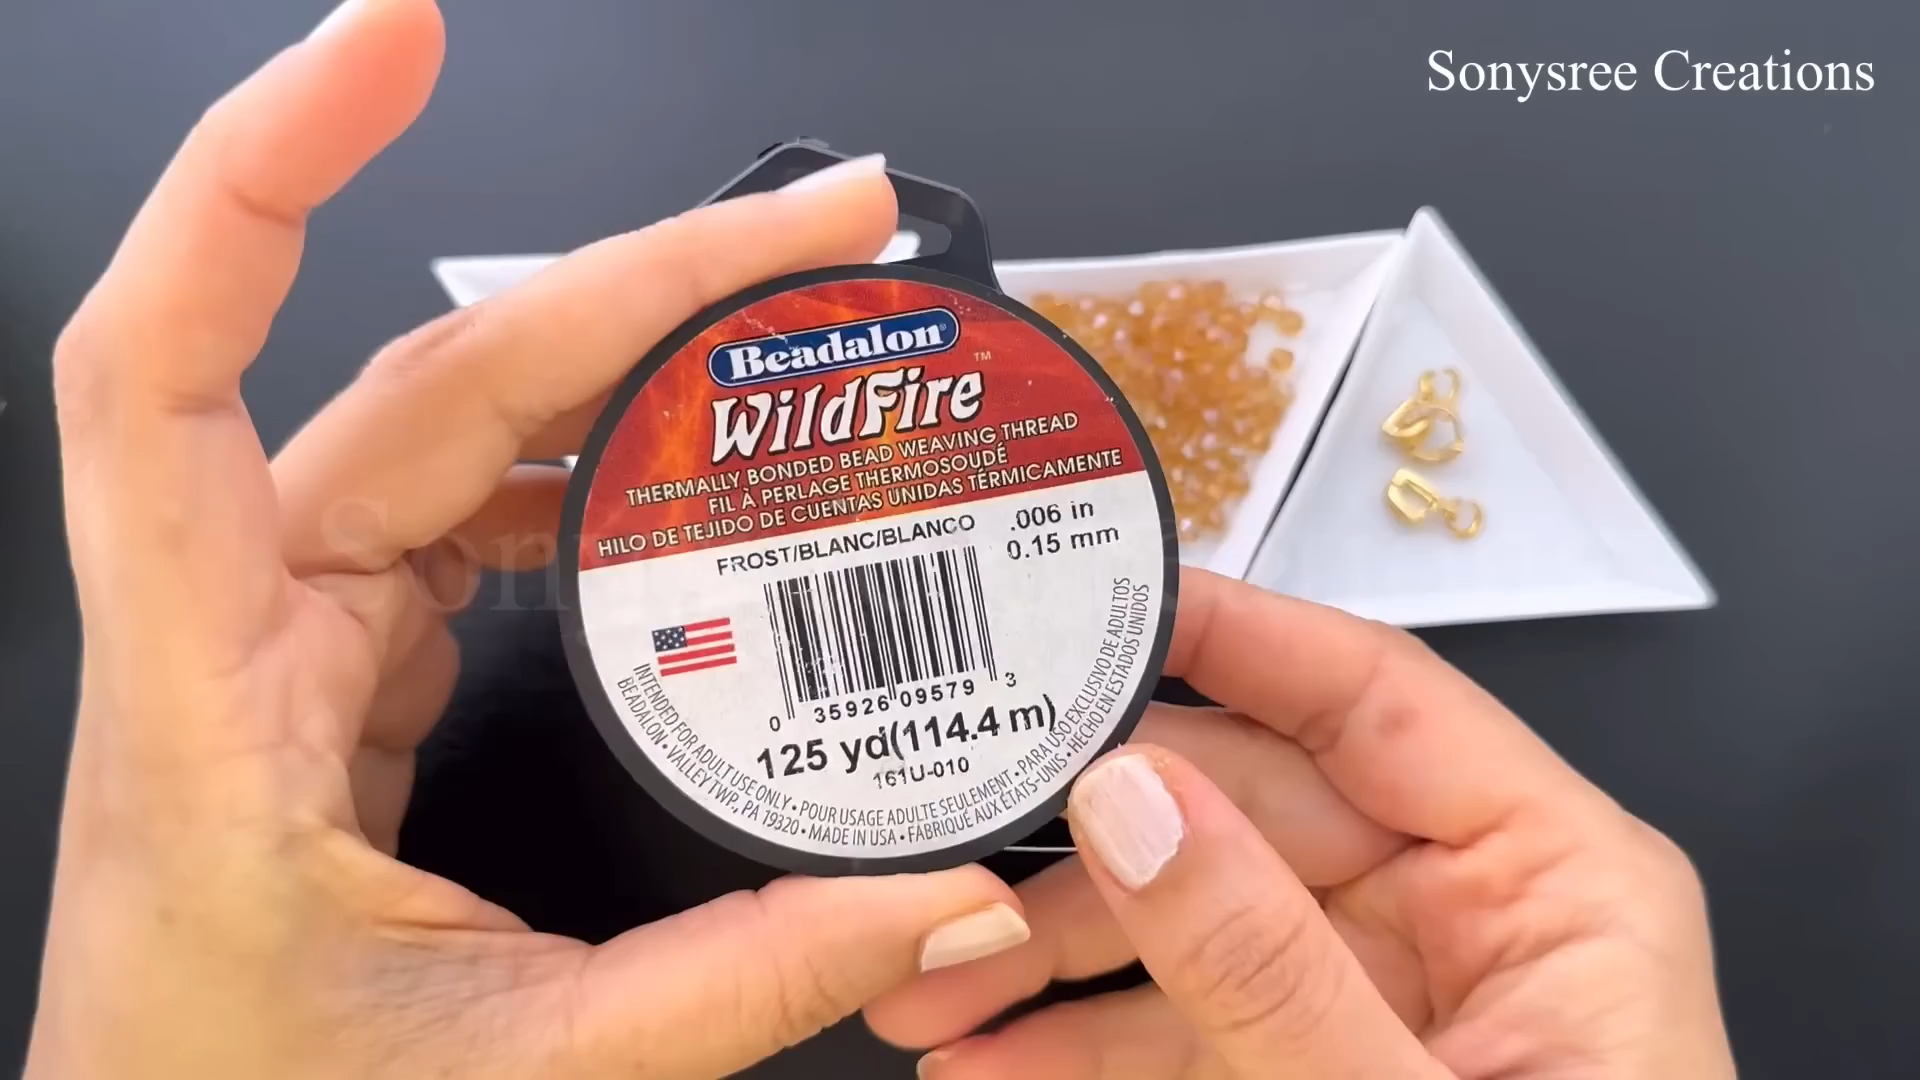 Sonysree Creations
Beadalon®
WildFire™
THERMALLY BONDED BEAD WEAVING THREAD
FIL À PERLAGE THERMOSOUDÉ
HILO DE TEJIDO DE CUENTAS UNIDAS TÉRMICAMENTE
FROST/BLANC/BLANCO
.006 in
0.15 mm
0 35926 09579 3
125 yd(114.4 m)
161U-010
INTENDED FOR ADULT USE ONLY • POUR USAGE ADULTE SEULEMENT • PARA USO EXCLUSIVO DE ADULTOS
BEADALON • VALLEY TWP., PA 19320 • MADE IN USA • FABRIQUÉ AUX ÉTATS-UNIS • HECHO EN ESTADOS UNIDOS